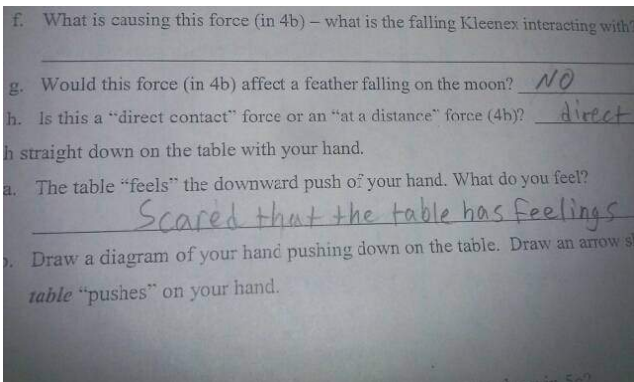 f. What is causing this force (in 4b) – what is the falling Kleenex interacting with?
g. Would this force (in 4b) affect a feather falling on the moon? NO
h. Is this a "direct contact" force or an "at a distance" force (4b)? direct
h straight down on the table with your hand.
a. The table "feels" the downward push of your hand. What do you feel?
Scared that the table has feelings
b. Draw a diagram of your hand pushing down on the table. Draw an arrow s
table "pushes" on your hand.